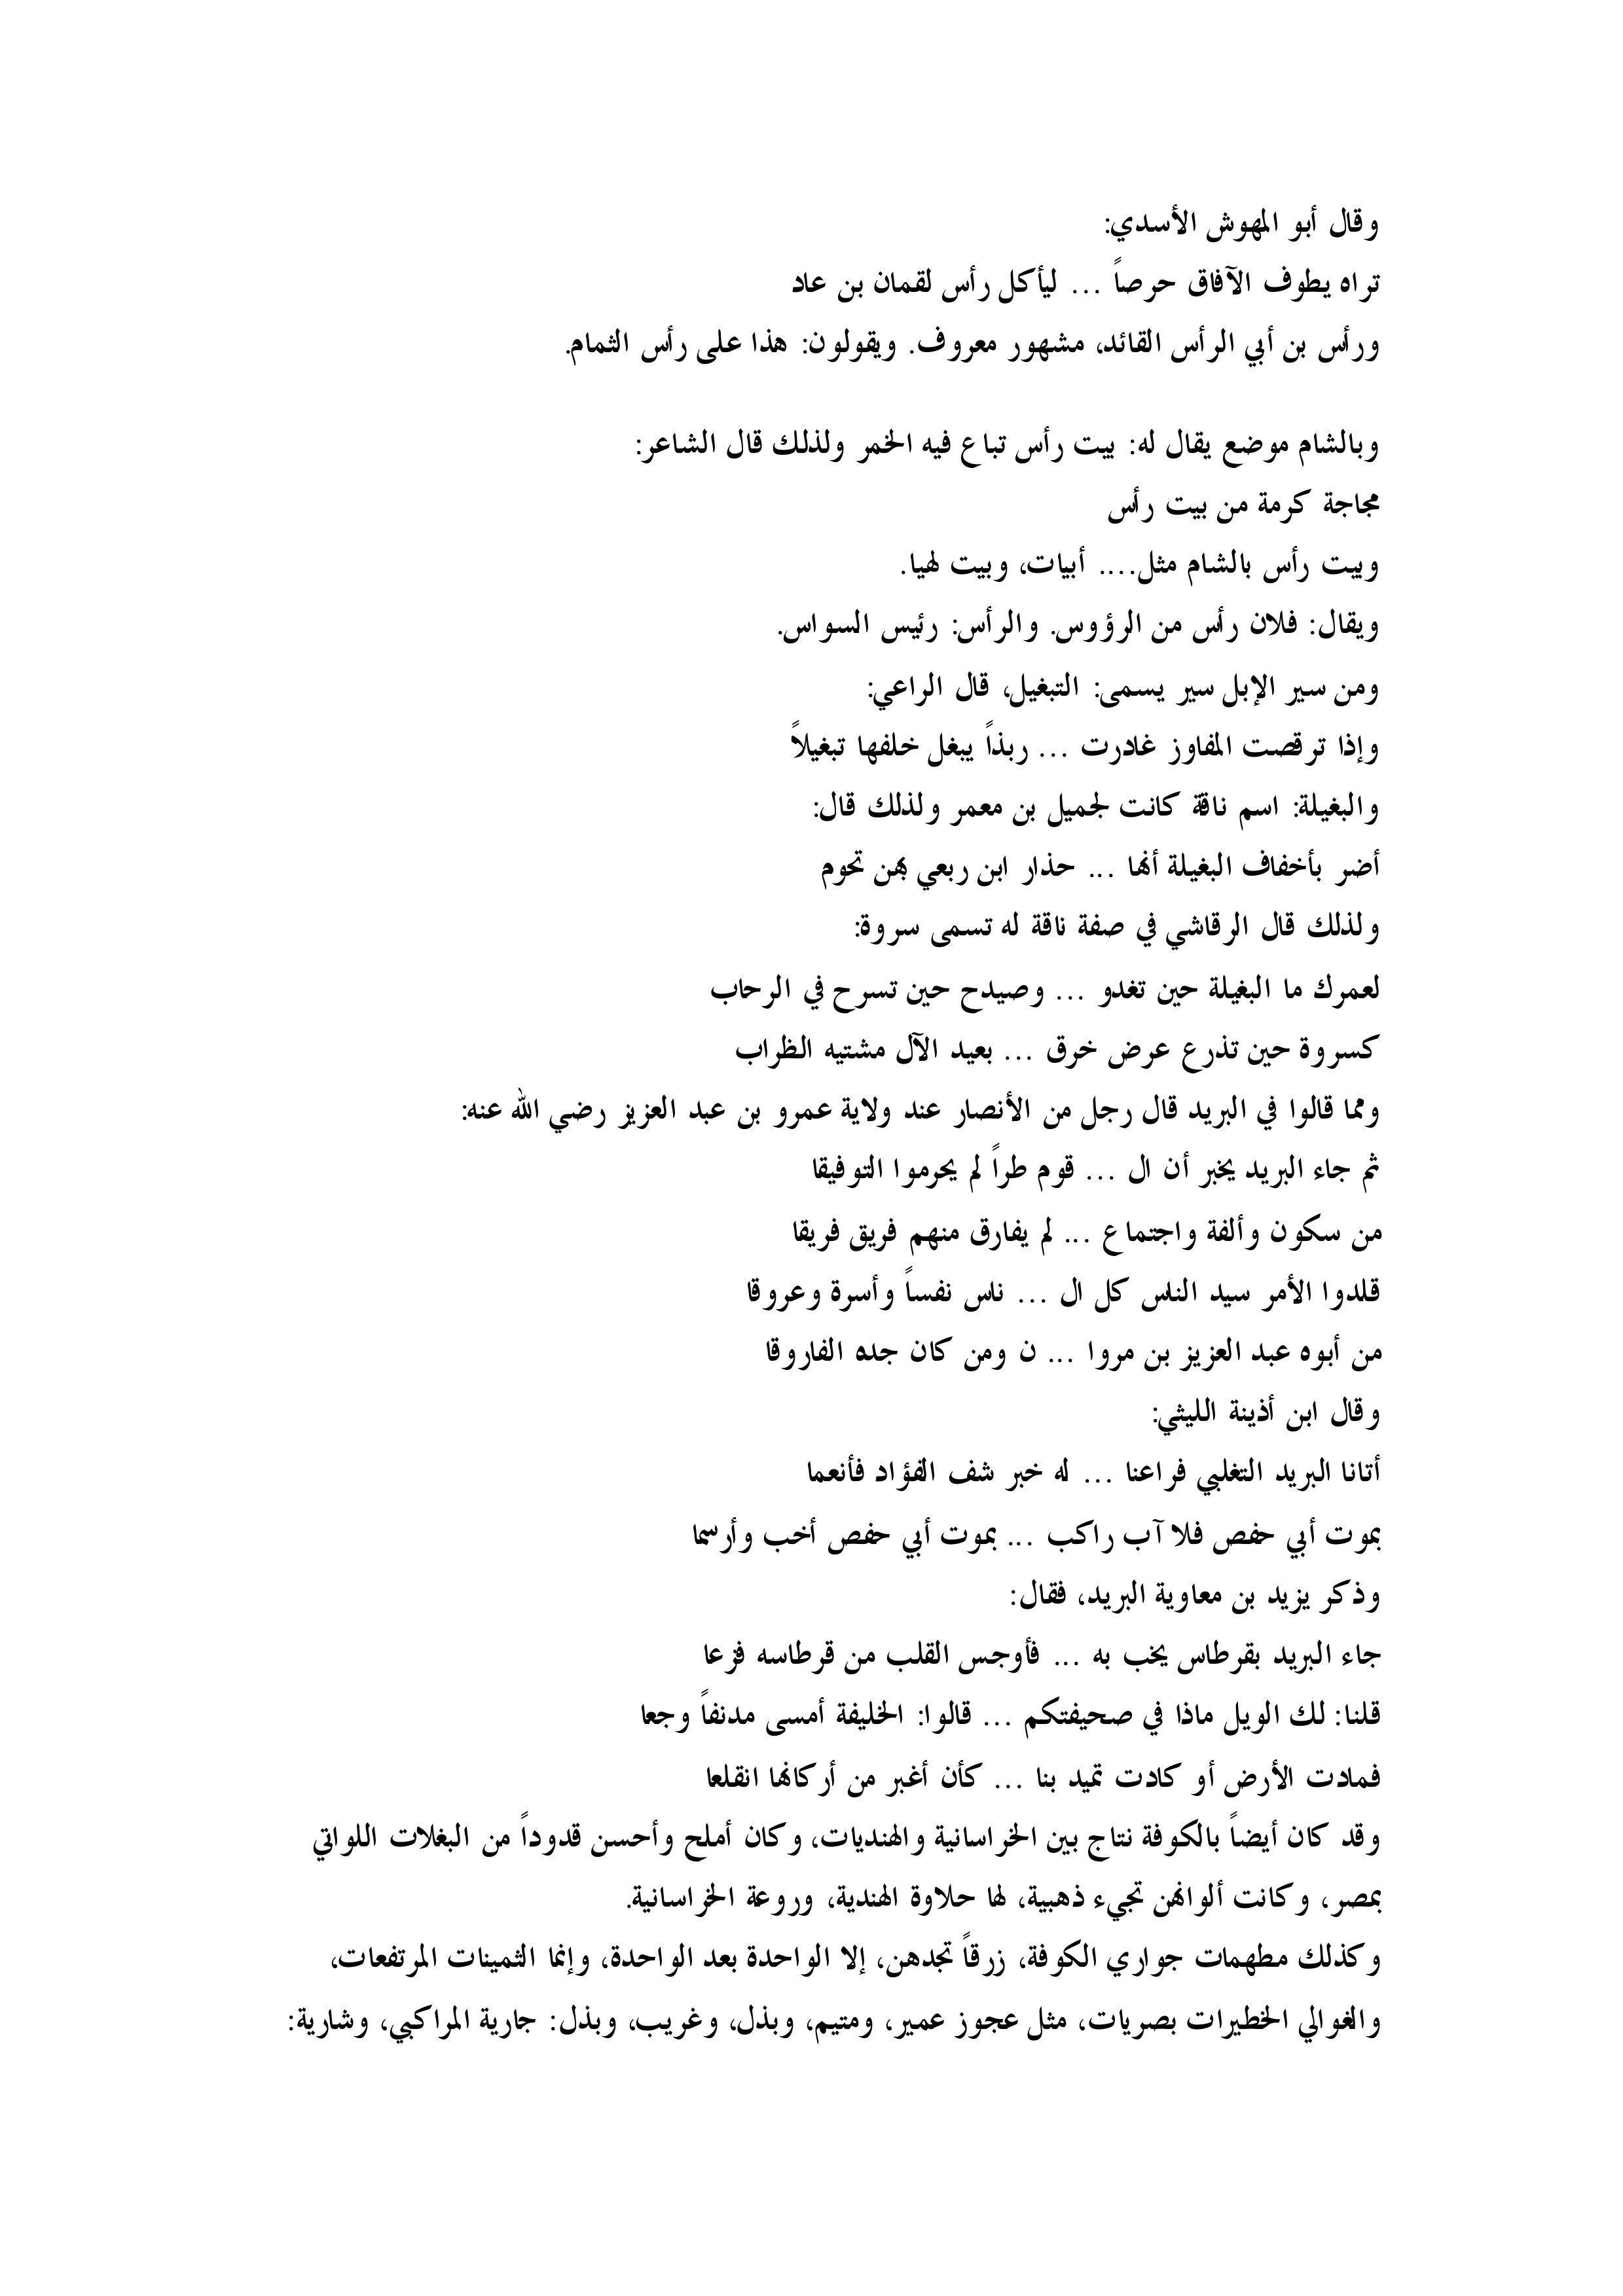 وقال أبو المهوش الأسدي:
تراه يطوف الآفاق حرصاً ... ليأكل رأس لقمان بن عاد
ورأس بن أبي الرأس القائد، مشهور معروف. ويقولون: هذا على رأس الثمام.
وبالشام موضع يقال له: بيت رأس تباع فيه الخمر ولذلك قال الشاعر:
مجاجة كرمة من بيت رأس
وبيت رأس بالشام مثل.... أبيات، وبيت لهيا.
ويقال: فلان رأس من الرؤوس. والرأس: رئيس السواس.
ومن سير الإبل سير يسمى: التبغيل، قال الراعي:
وإذا ترقصت المفاوز غادرت ... ربذاً يبغل خلفها تبغيلاً
والبغيلة: اسم ناقة كانت لجميل بن معمر ولذلك قال:
أضر بأخفاف البغيلة أنها ... حذار ابن ربعي بهن تحوم
ولذلك قال الرقاشي في صفة ناقة له تسمى سروة:
لعمرك ما البغيلة حين تغدو ... وصيدح حين تسرح في الرحاب
كسروة حين تذرع عرض خرق ... بعيد الآل مشتيه الظراب
ومما قالوا في البريد قال رجل من الأنصار عند ولاية عمرو بن عبد العزيز رضي الله عنه:
ثم جاء البريد يخبر أن ال ... قوم طراً لم يحرموا التوفيقا
من سكون وألفة واجتماع ... لم يفارق منهم فريق فريقا
قلدوا الأمر سيد الناس كل ال ... ناس نفساً وأسرة وعروقا
من أبوه عبد العزيز بن مروا ... ن ومن كان جده الفاروقا
وقال ابن أذينة الليثي:
أتانا البريد التغلبي فراعنا ... له خبر شف الفؤاد فأنعما
بموت أبي حفص فلا آب راكب ... بموت أبي حفص أخب وأرسما
وذكر يزيد بن معاوية البريد، فقال:
جاء البريد بقرطاس يخب به ... فأوجس القلب من قرطاسه فزعا
قلنا: لك الويل ماذا في صحيفتكم ... قالوا: الخليفة أمسى مدنفاً وجعا
فمادت الأرض أو كادت تميد بنا ... كأن أغبر من أركانها انقلعا
وقد كان أيضاً بالكوفة نتاج بين الخراسانية والهنديات، وكان أملح وأحسن قدوداً من البغلات اللواتي
بمصر، وكانت ألوانهن تجيء ذهبية، لها حلاوة الهندية، وروعة الخراسانية.
وكذلك مطهمات جواري الكوفة، زرقاً تجدهن، إلا الواحدة بعد الواحدة، وإنما الثمينات المرتفعات،
والغوالي الخطيرات بصريات، مثل عجوز عمير، ومتيم، وبذل، وغريب، وبذل: جارية المراكبي، وشارية: